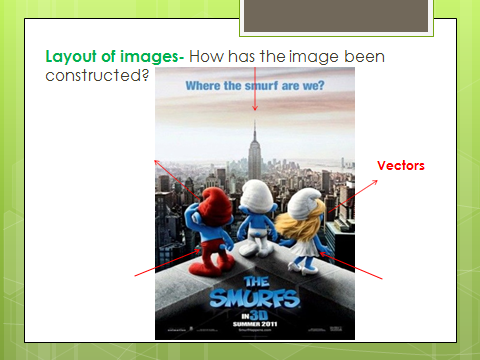 Layout of images- How has the image been
constructed?
Where the smurf are we?
Vectors
THE
SMURFS
IN 3D
SUMMER 2011